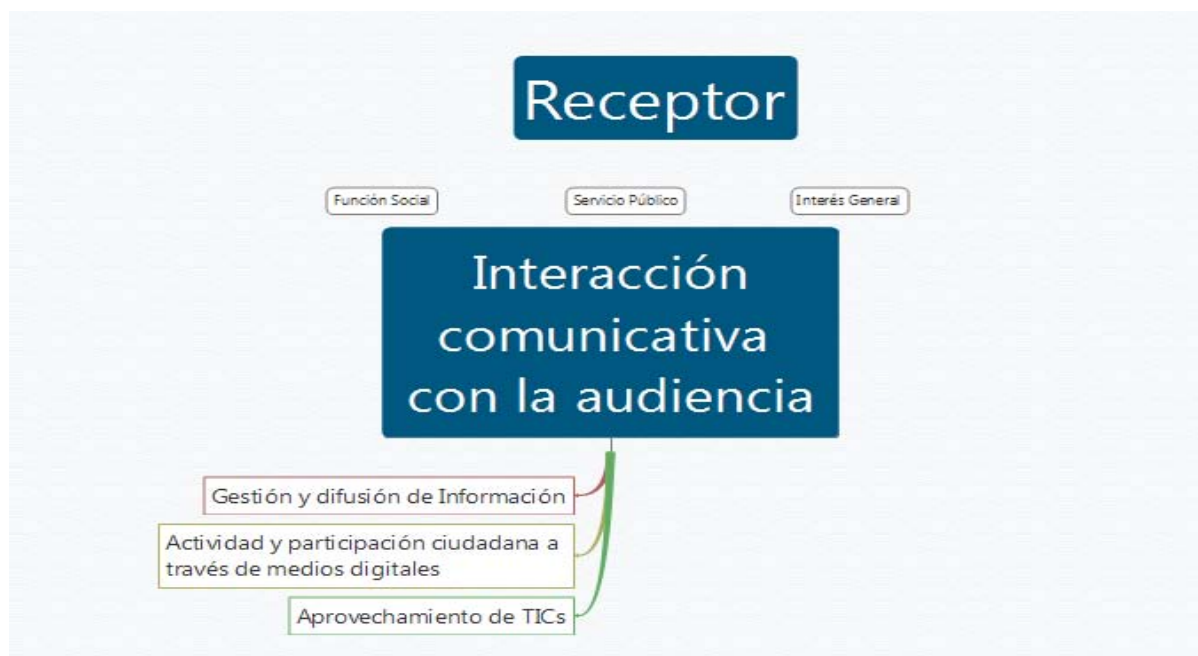 Receptor
Función Social
Servicio Público
Interés General
Interacción
comunicativa
con la audiencia
Gestión y difusión de Información
Actividad y participación ciudadana a
través de medios digitales
Aprovechamiento de TICs